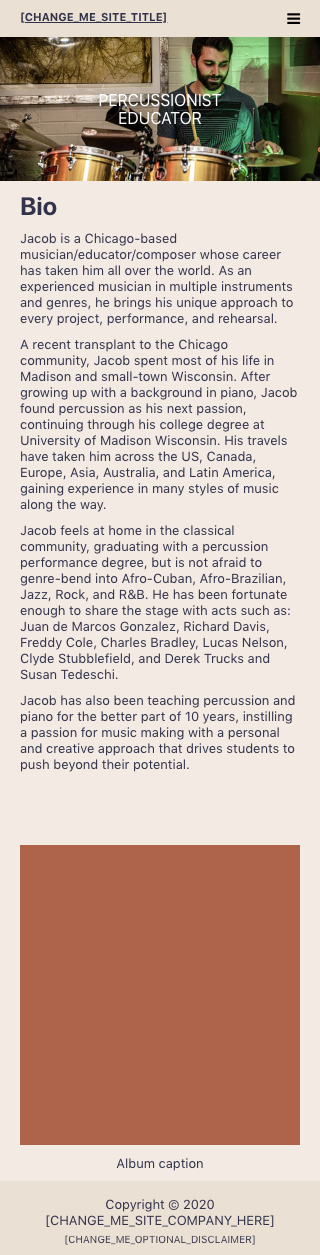 [CHANGE_ME_SITE_TITLE]
PERCUSSIONIST
EDUCATOR
Bio
Jacob is a Chicago-based
musician/educator/composer whose career
has taken him all over the world. As an
experienced musician in multiple instruments
and genres, he brings his unique approach to
every project, performance, and rehearsal.
A recent transplant to the Chicago
community, Jacob spent most of his life in
Madison and small-town Wisconsin. After
growing up with a background in piano, Jacob
found percussion as his next passion,
continuing through his college degree at
University of Madison Wisconsin. His travels
have taken him across the US, Canada,
Europe, Asia, Australia, and Latin America,
gaining experience in many styles of music
along the way.
Jacob feels at home in the classical
community, graduating with a percussion
performance degree, but is not afraid to
genre-bend into Afro-Cuban, Afro-Brazilian,
Jazz, Rock, and R&B. He has been fortunate
enough to share the stage with acts such as:
Juan de Marcos Gonzalez, Richard Davis,
Freddy Cole, Charles Bradley, Lucas Nelson,
Clyde Stubblefield, and Derek Trucks and
Susan Tedeschi.
Jacob has also been teaching percussion and
piano for the better part of 10 years, instilling
a passion for music making with a personal
and creative approach that drives students to
push beyond their potential.
Album caption
Copyright © 2020
[CHANGE_ME_SITE_COMPANY_HERE]
[CHANGE_ME_OPTIONAL_DISCLAIMER]